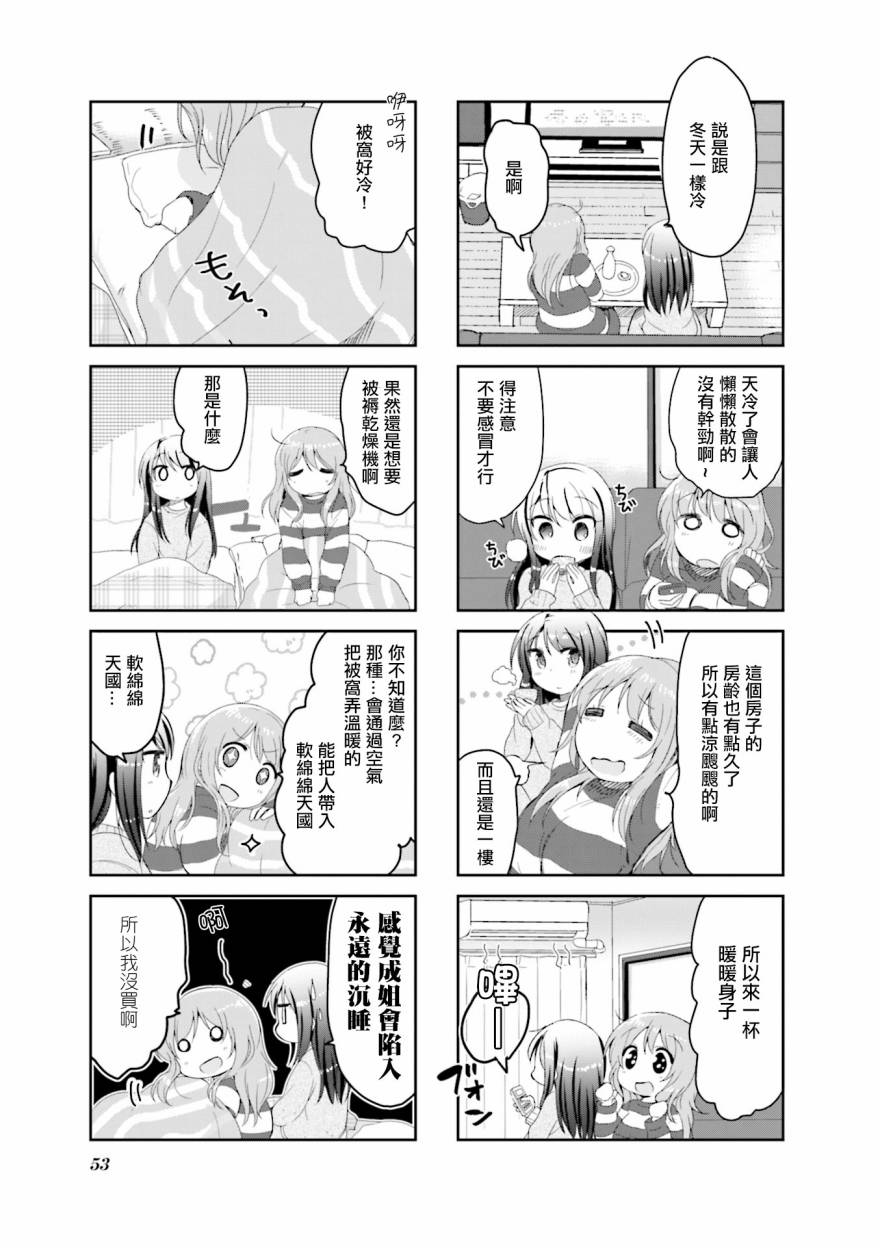 説是跟
冬天一樣冷
是啊
天冷了會讓人
懶懶散散的
沒有幹勁啊~
得注意
不要感冒才行
ちび
ちび
這個房子的
房齡也有點久了
所以有點涼颼颼的啊
而且還是一樓
所以來一杯
暖暖身子
嗶—
ブオン
咿呀呀
被窩好冷！
もそ
果然還是想要
被褥乾燥機啊
那是什麼
你不知道麼？
那種…會通過空氣
把被窩弄溫暖的
能把人帶入
軟綿綿天國
軟綿綿
天國…
感覺成姐會陷入
永遠的沉睡
啊
所以我沒買啊
53